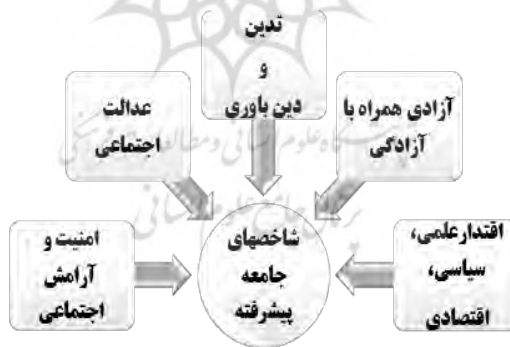 تدین
و
دین باوری
عدالت
اجتماعی
آزادی همراه با
آزادگی
امنیت و
آرامش
اجتماعی
شاخصهای
جامعه
پیشرفته
اقتدارعلمی،
سیاسی،
اقتصادی